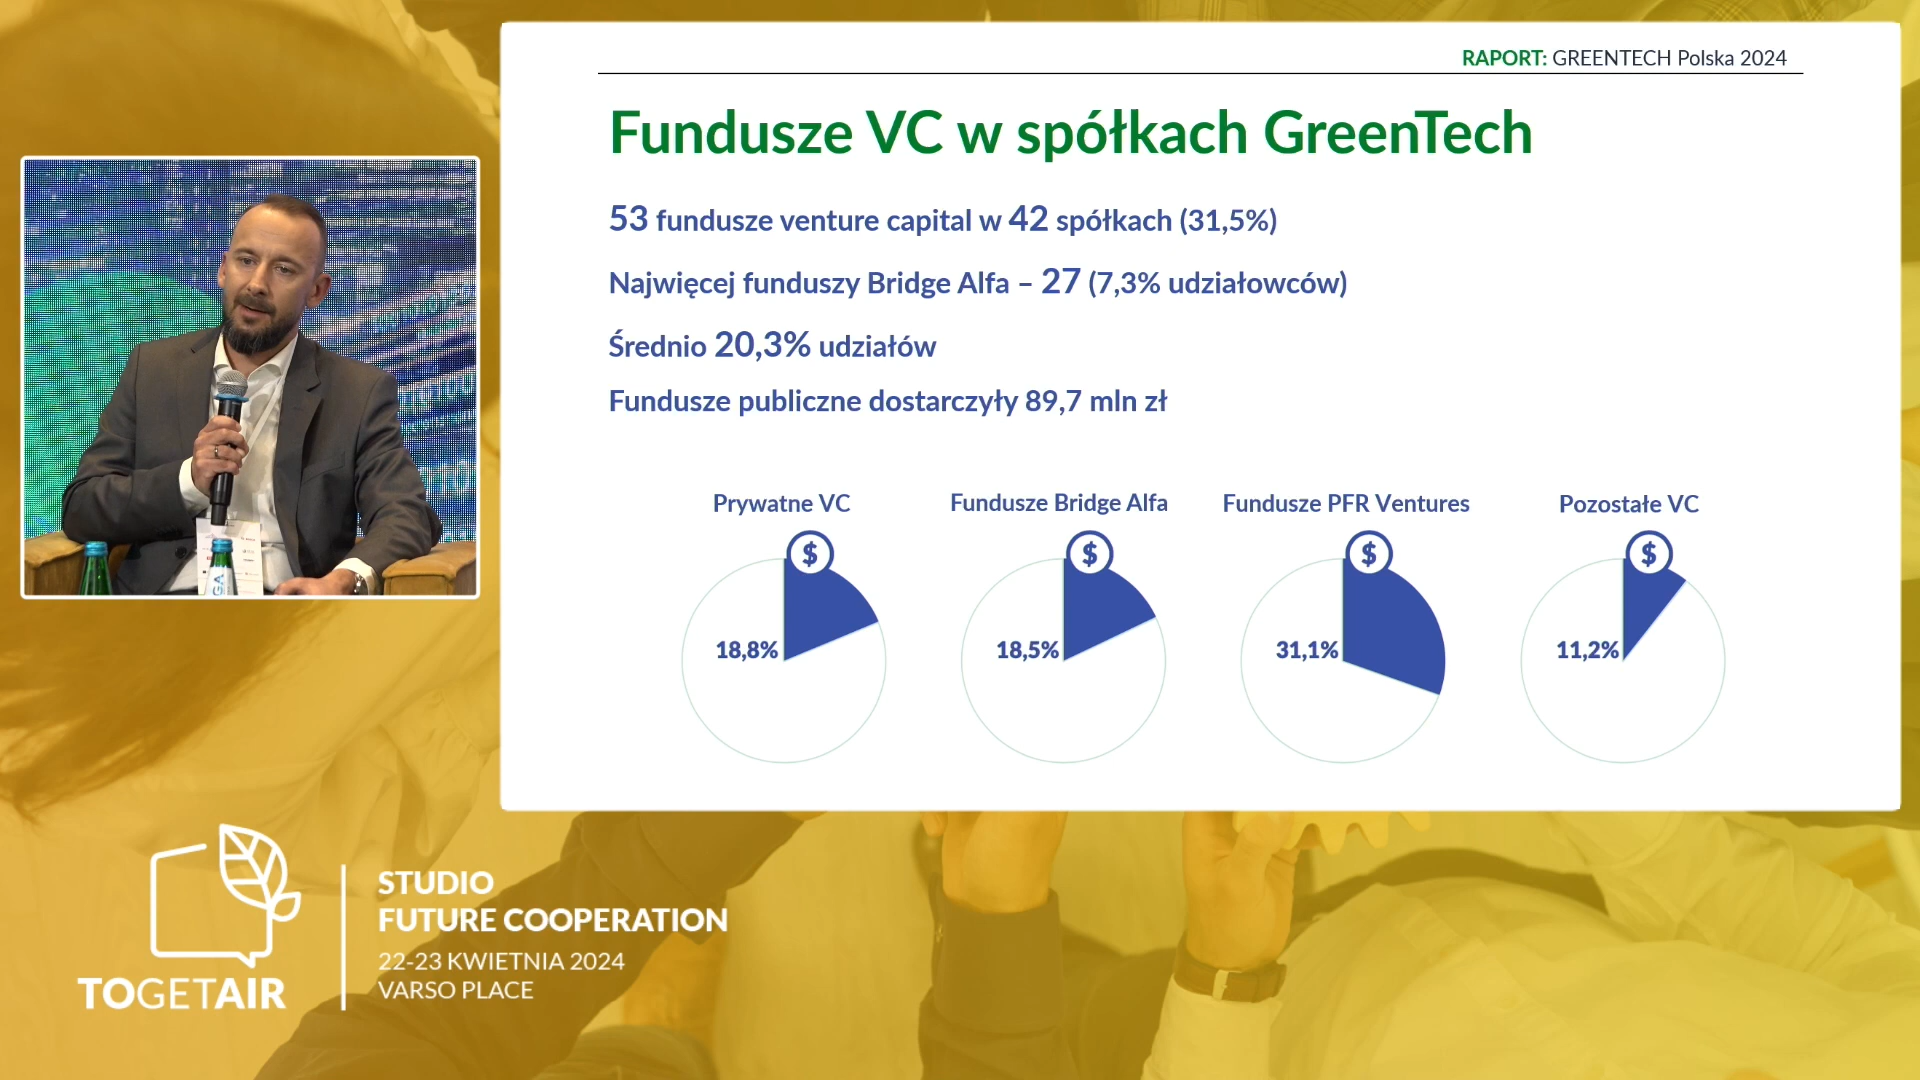 RAPORT: GREENTECH Polska 2024
Fundusze VC w spółkach GreenTech
53 fundusze venture capital w 42 spółkach (31,5%)
Najwięcej funduszy Bridge Alfa – 27 (7,3% udziałowców)
Średnio 20,3% udziałów
Fundusze publiczne dostarczyły 89,7 mln zł
Prywatne VC
Fundusze Bridge Alfa
Fundusze PFR Ventures
Pozostałe VC
$
$
$
$
18,8%
18,5%
31,1%
11,2%
TOGETAIR
STUDIO
FUTURE COOPERATION
22-23 KWIETNIA 2024
VARSO PLACE